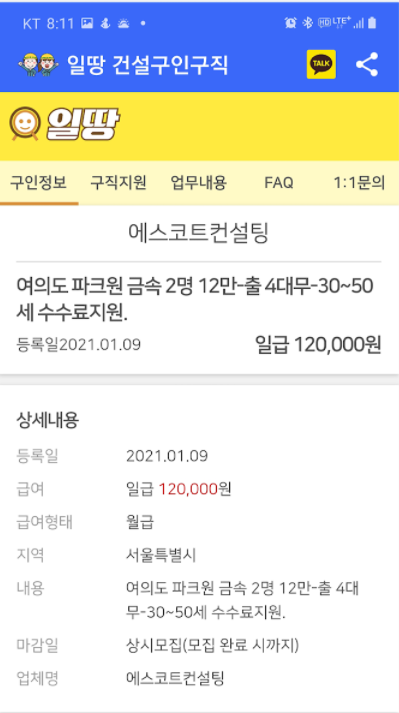 KT 8:11
LTE+
일땅 건설구인구직
TALK
일땅
구인정보 구직지원 업무내용 FAQ 1:1문의
에스코트컨설팅
여의도 파크원 금속 2명 12만-출 4대무-30~50
세 수수료지원.
등록일2021.01.09 일급 120,000원
상세내용
등록일 2021.01.09
급여 일급 120,000원
급여형태 월급
지역 서울특별시
내용 여의도 파크원 금속 2명 12만-출 4대
무-30~50세 수수료지원.
마감일 상시모집(모집 완료 시까지)
업체명 에스코트컨설팅